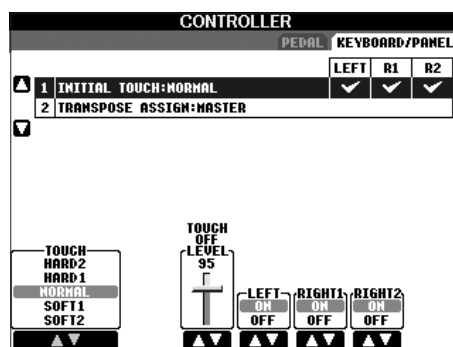 CONTROLLER
PEDAL KEYBOARD/PANEL
LEFT R1 R2
1 INITIAL TOUCH:NORMAL
2 TRANSPOSE ASSIGN:MASTER
TOUCH
HARD2
HARD1
NORMAL
SOFT1
SOFT2
TOUCH
OFF
LEVEL
95
LEFT
ON
OFF
RIGHT1
ON
OFF
RIGHT2
ON
OFF